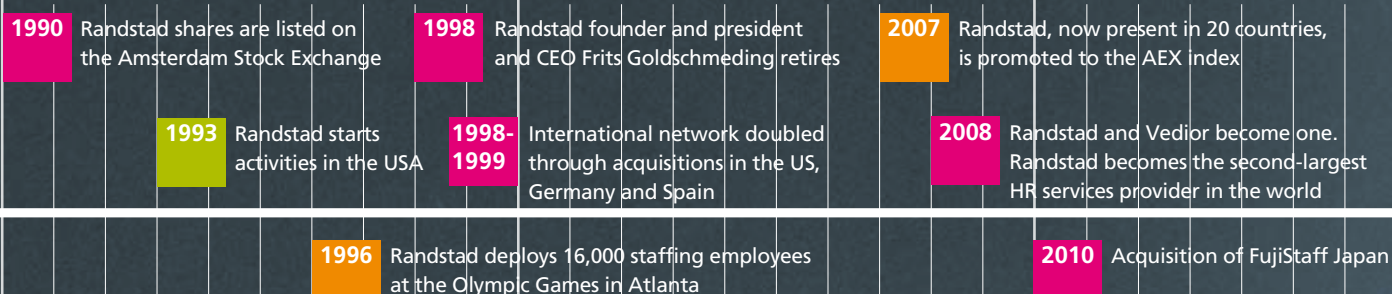 1990 Randstad shares are listed on
the Amsterdam Stock Exchange
1998 Randstad founder and president
and CEO Frits Goldschmeding retires
2007 Randstad, now present in 20 countries,
is promoted to the AEX index
1993 Randstad starts
activities in the USA
1998-
1999
International network doubled
through acquisitions in the US,
Germany and Spain
2008 Randstad and Vedior become one.
Randstad becomes the second-largest
HR services provider in the world
1996 Randstad deploys 16,000 staffing employees
at the Olympic Games in Atlanta
2010 Acquisition of FujiStaff Japan